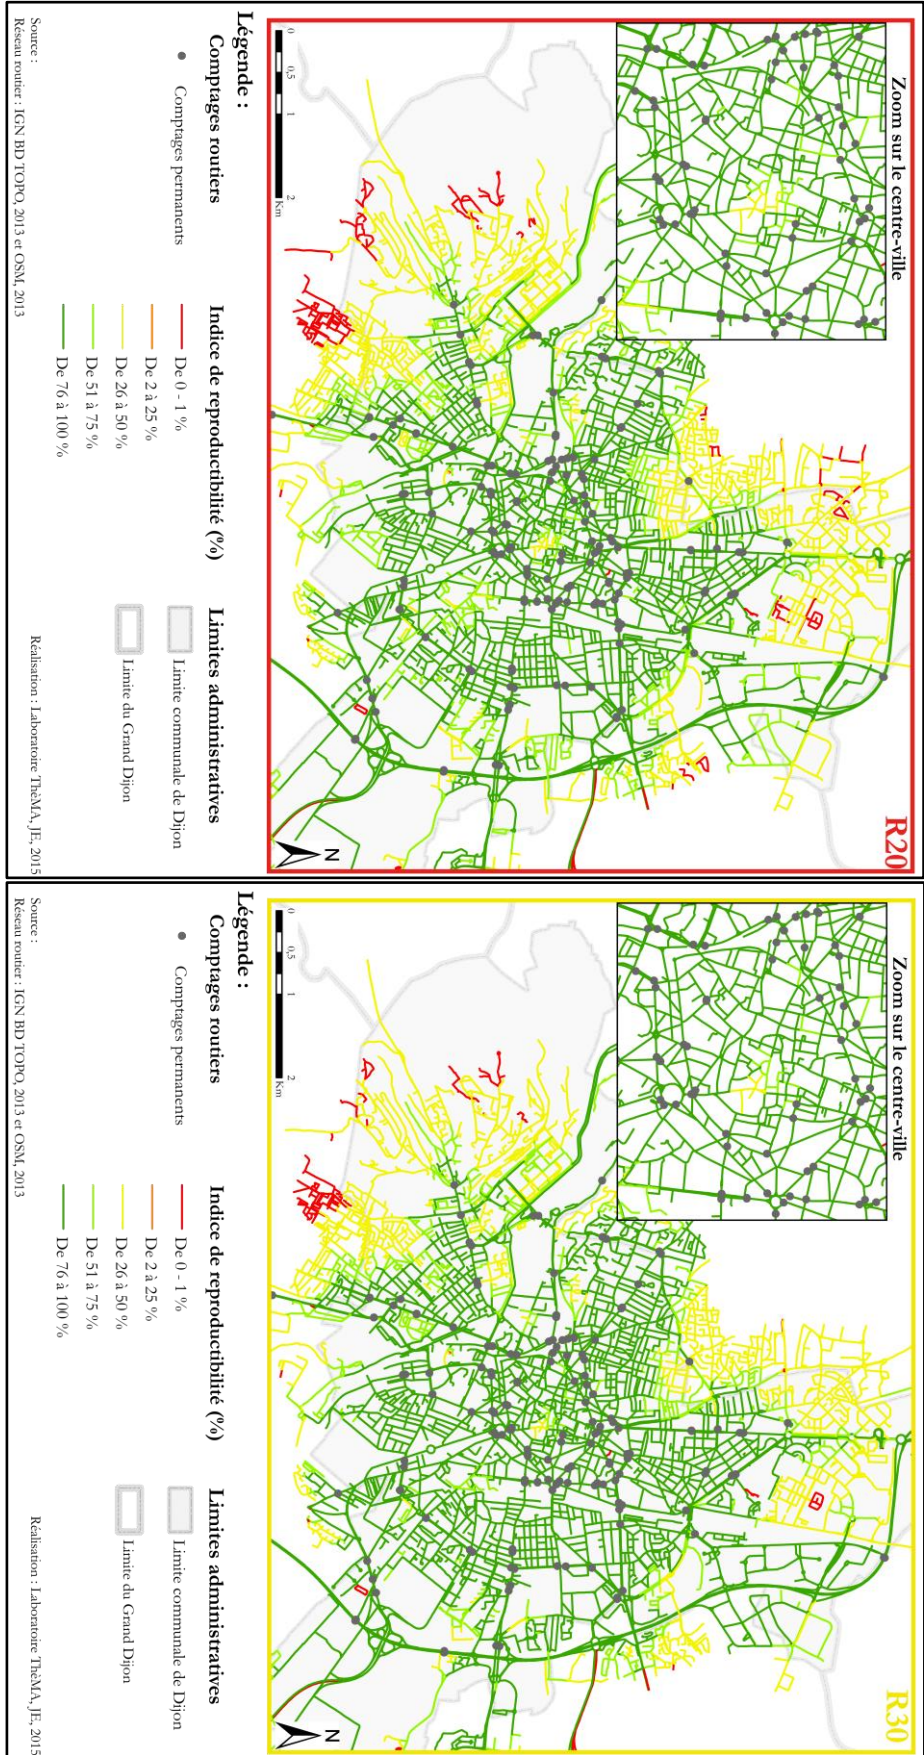 R20
Zoom sur le centre-ville
N
0
0,5
1
2
Km
Légende :
Comptages routiers
Comptages permanents
Indice de reproductibilité (%)
De 0 - 1 %
De 2 à 25 %
De 26 à 50 %
De 51 à 75 %
De 76 à 100 %
Limites administratives
Limite communale de Dijon
Limite du Grand Dijon
Source :
Réseau routier : IGN BD TOPO, 2013 et OSM, 2013
Réalisation : Laboratoire ThéMA, JE, 2015
R30
Zoom sur le centre-ville
N
0
0,5
1
2
Km
Légende :
Comptages routiers
Comptages permanents
Indice de reproductibilité (%)
De 0 - 1 %
De 2 à 25 %
De 26 à 50 %
De 51 à 75 %
De 76 à 100 %
Limites administratives
Limite communale de Dijon
Limite du Grand Dijon
Source :
Réseau routier : IGN BD TOPO, 2013 et OSM, 2013
Réalisation : Laboratoire ThéMA, JE, 2015